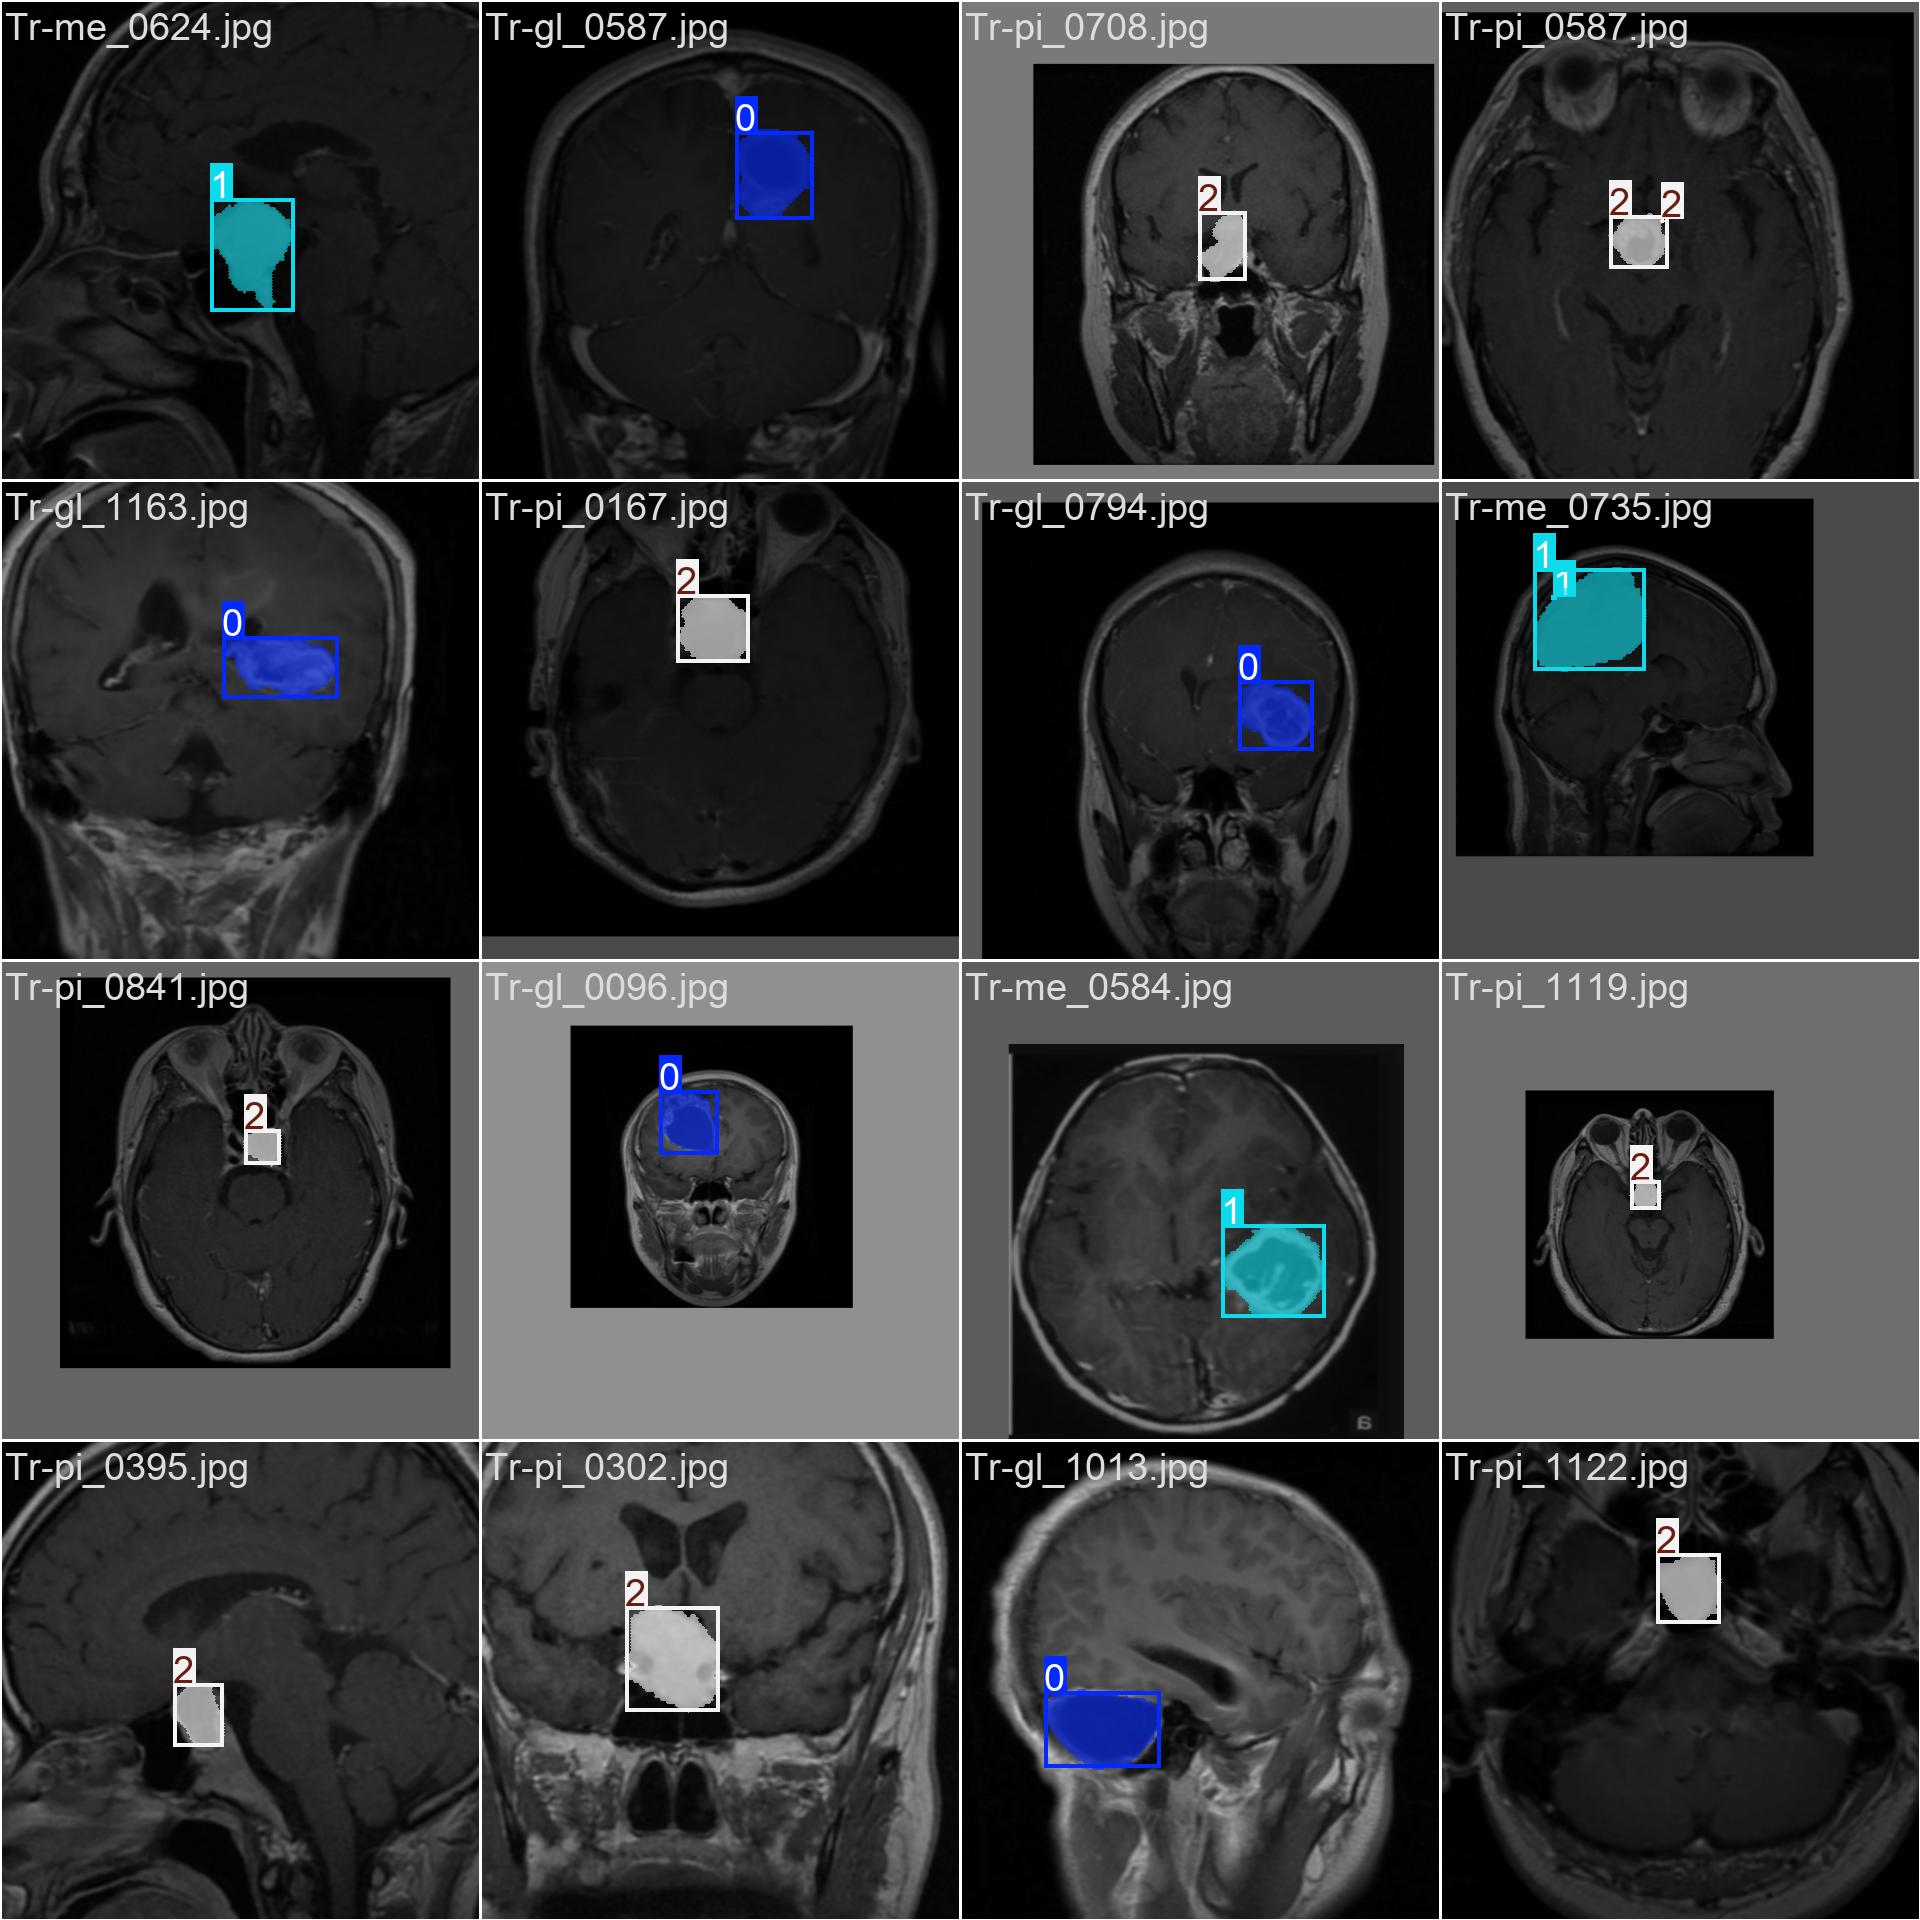 Tr-me_0624.jpg
1
Tr-gl_0587.jpg
0
Tr-pi_0708.jpg
2
Tr-pi_0587.jpg
2 2
Tr-gl_1163.jpg
0
Tr-pi_0167.jpg
2
Tr-gl_0794.jpg
0
Tr-me_0735.jpg
1
1
Tr-pi_0841.jpg
2
Tr-gl_0096.jpg
0
Tr-me_0584.jpg
1
Tr-pi_1119.jpg
2
Tr-pi_0395.jpg
2
Tr-pi_0302.jpg
2
Tr-gl_1013.jpg
0
Tr-pi_1122.jpg
2